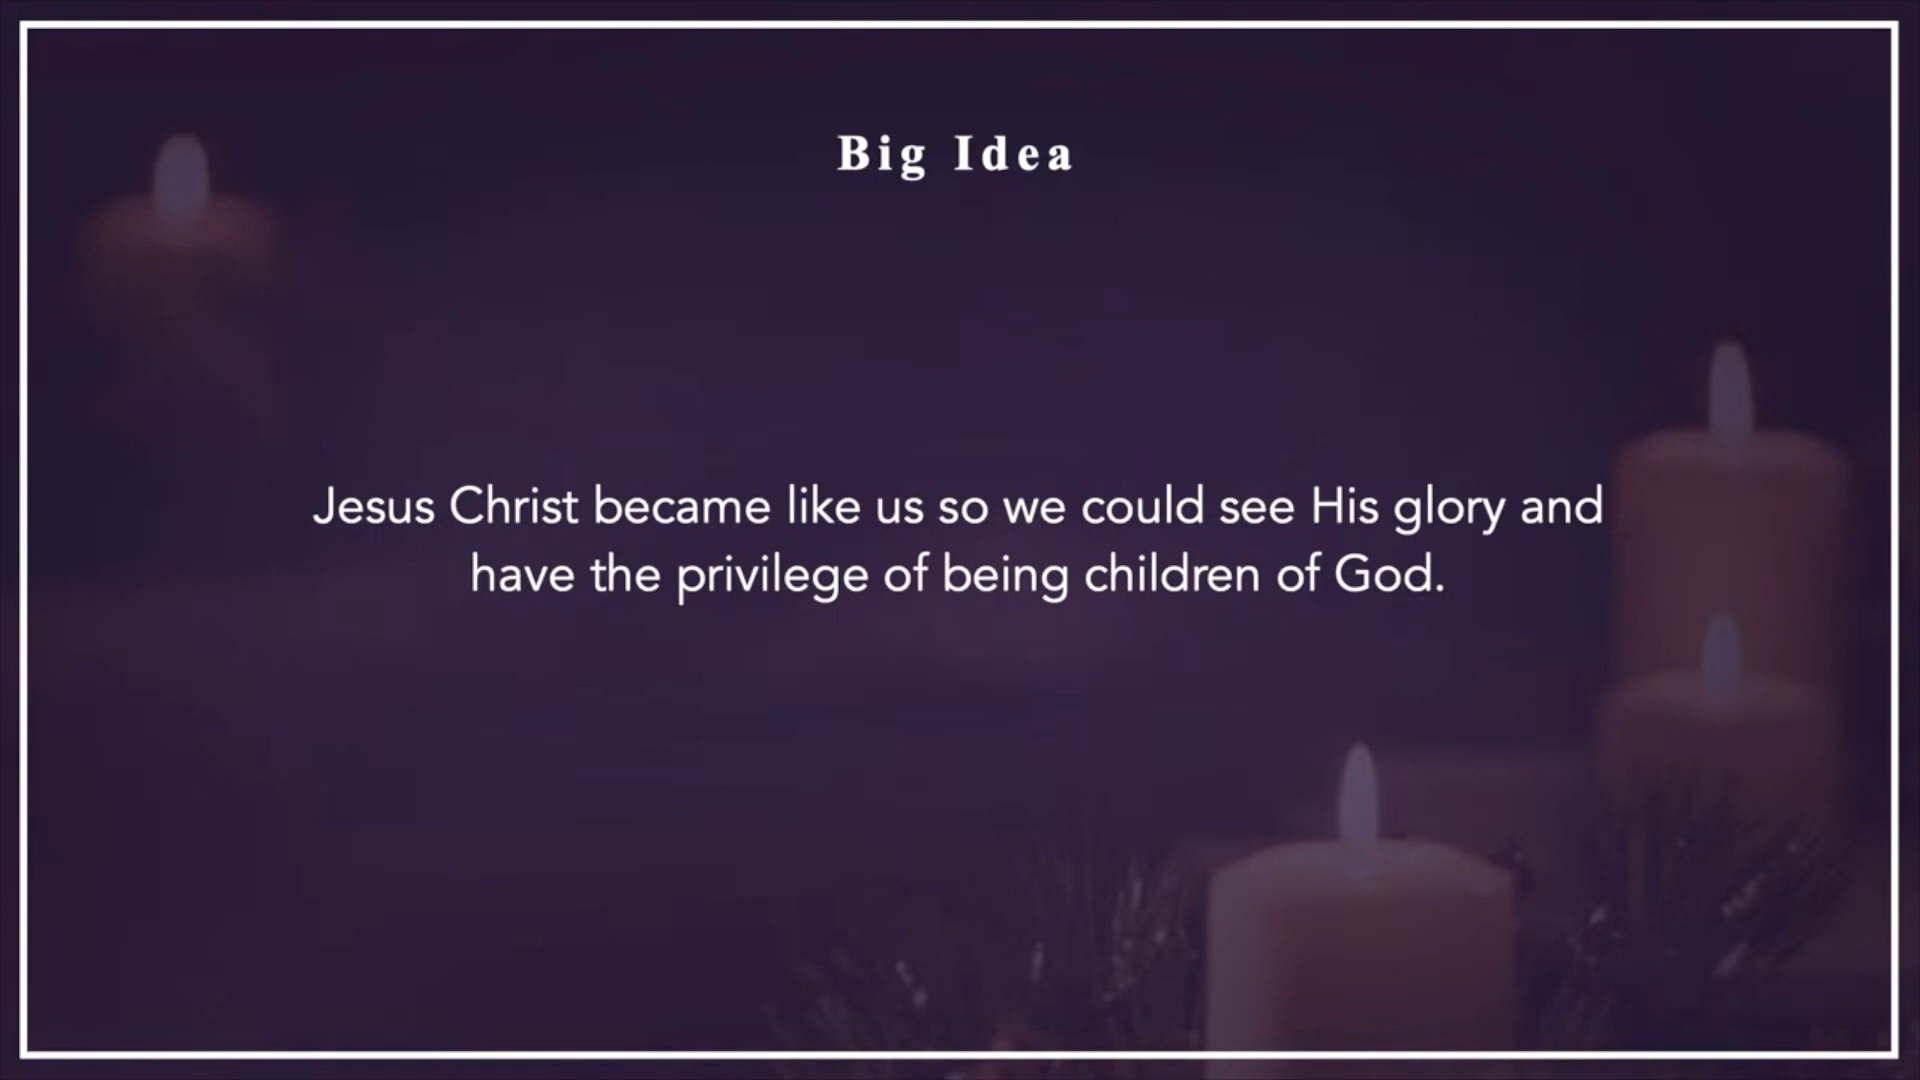 Big Idea
Jesus Christ became like us so we could see His glory and
have the privilege of being children of God.